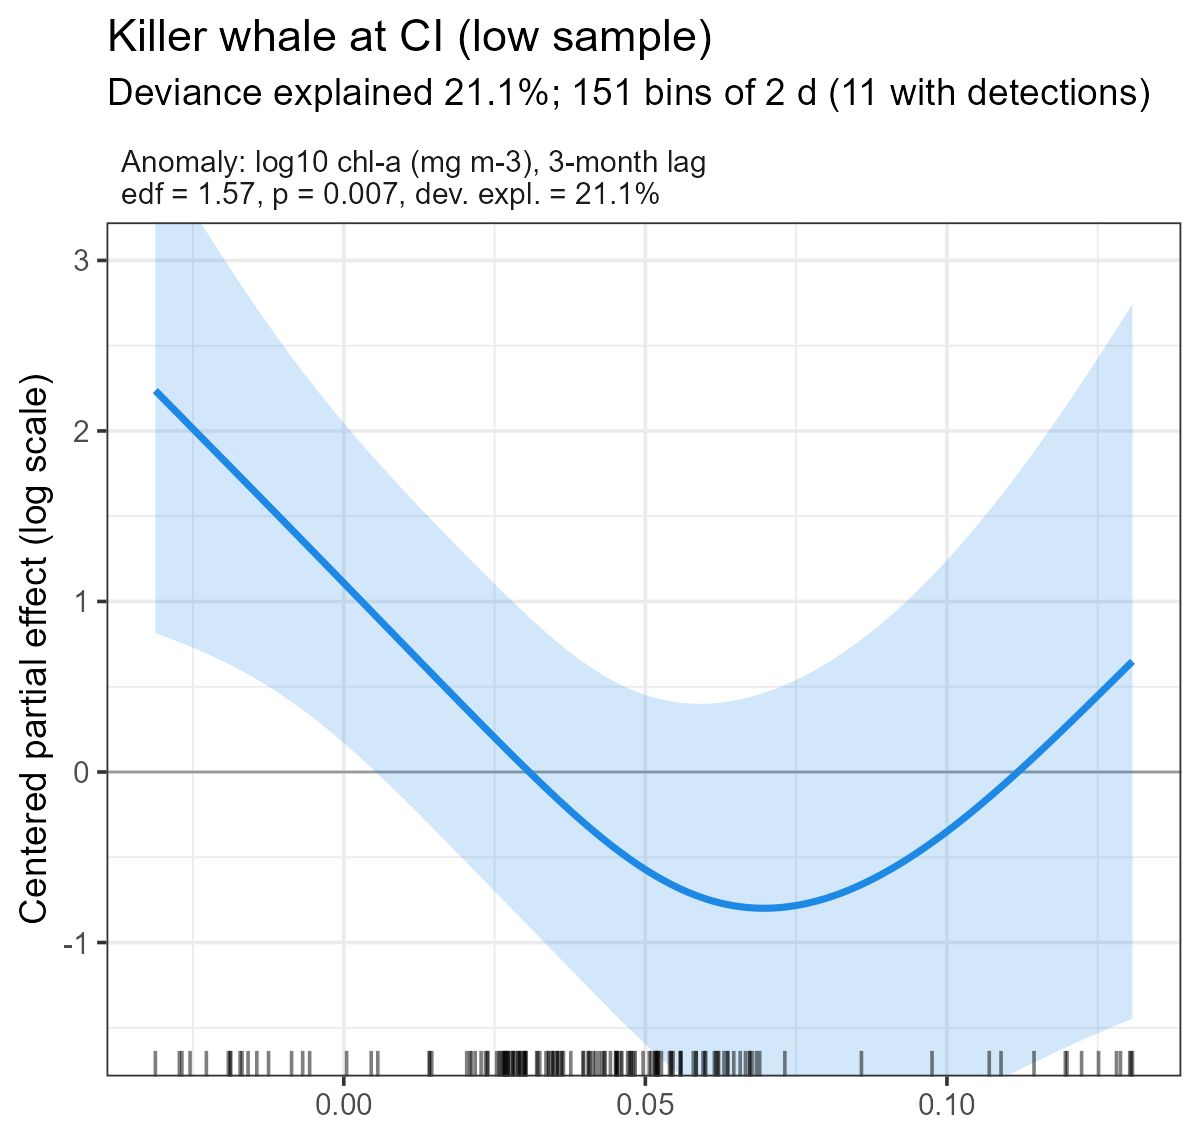 Killer whale at CI (low sample)
Deviance explained 21.1%; 151 bins of 2 d (11 with detections)
Anomaly: log10 chl-a (mg m-3), 3-month lag
edf = 1.57, p = 0.007, dev. expl. = 21.1%
Centered partial effect (log scale)
3
2
1
0
-1
0.00
0.05
0.10